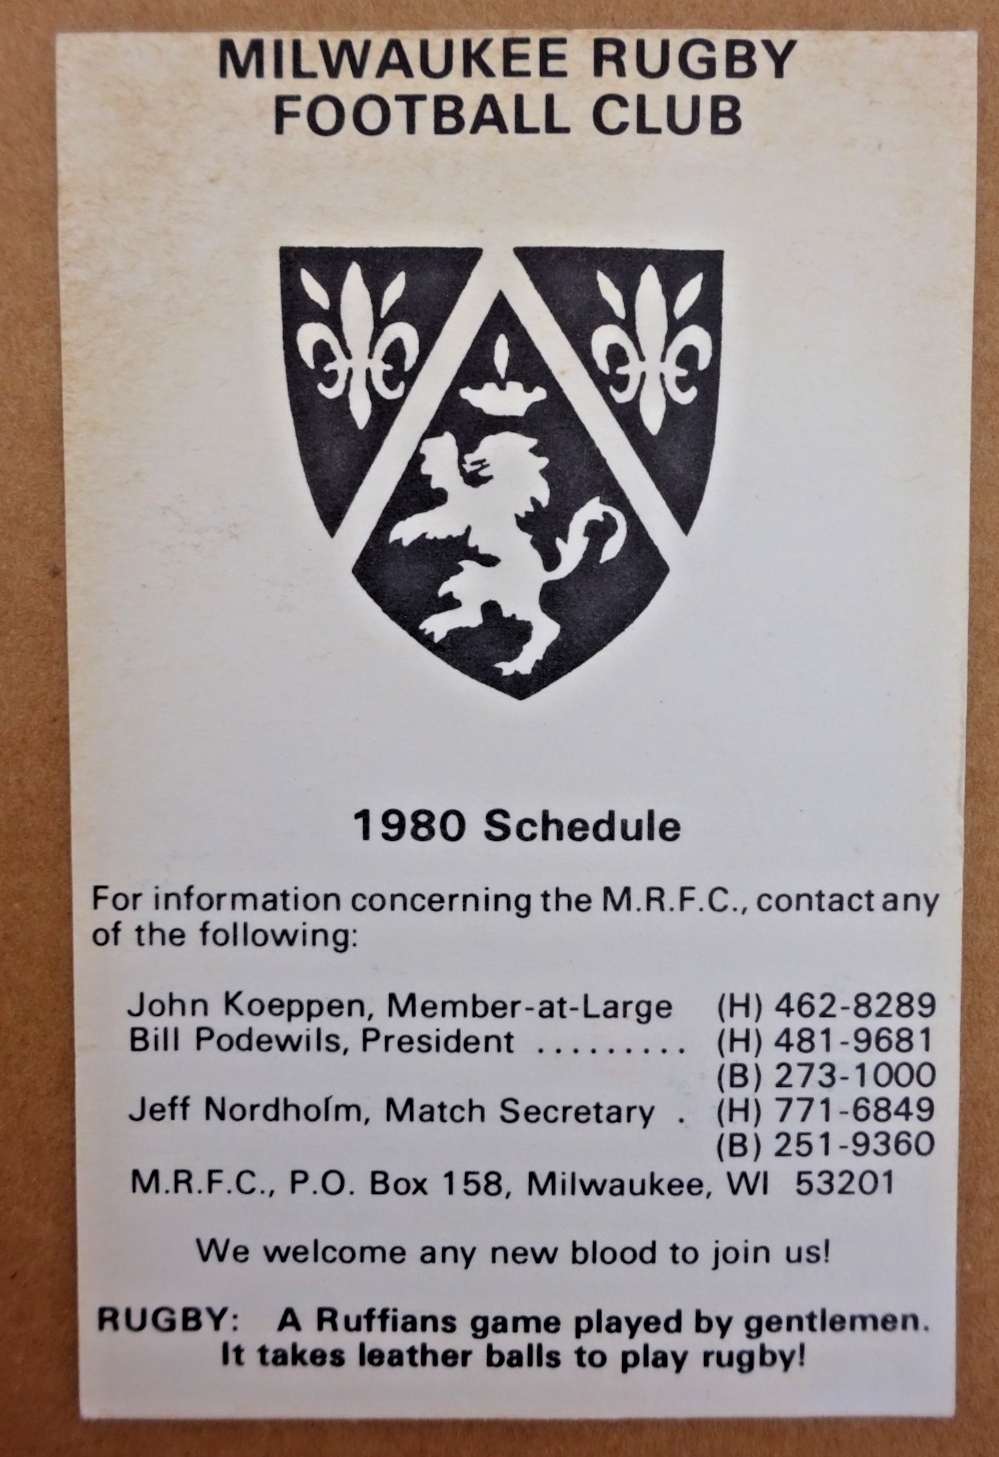 MILWAUKEE RUGBY
FOOTBALL CLUB
1980 Schedule
For information concerning the M.R.F.C., contact any
of the following:
John Koeppen, Member-at-Large (H) 462-8289
Bill Podewils, President ......... (H) 481-9681
(B) 273-1000
Jeff Nordholm, Match Secretary . (H) 771-6849
(B) 251-9360
M.R.F.C., P.O. Box 158, Milwaukee, WI 53201
We welcome any new blood to join us!
RUGBY: A Ruffians game played by gentlemen.
It takes leather balls to play rugby!